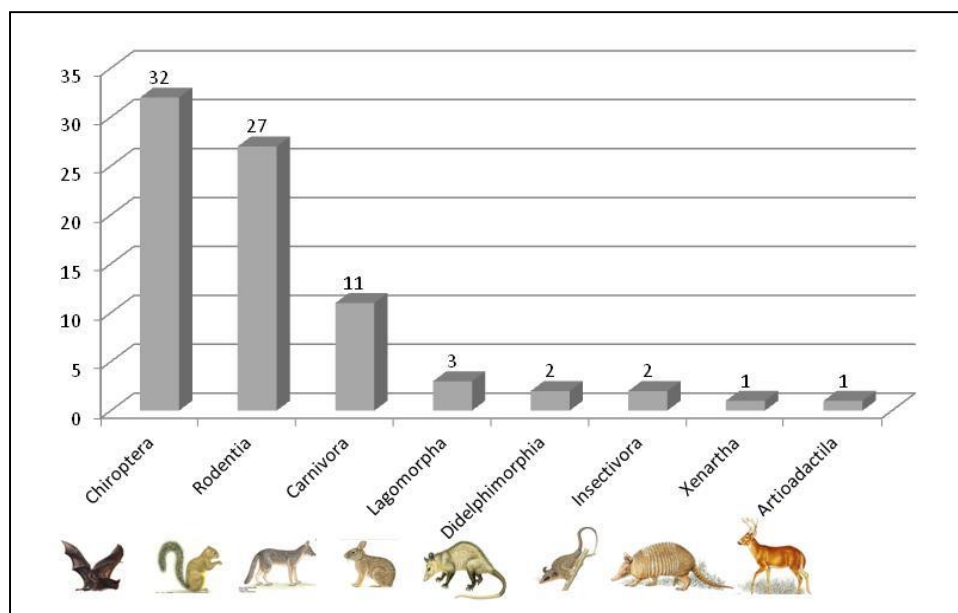 35
30
25
20
15
10
5
0
32
27
11
3
2
2
1
1
Chiroptera
Rodentia
Carnivora
Lagomorpha
Didelphimorphia
Insectivora
Xenartha
Artioadactila